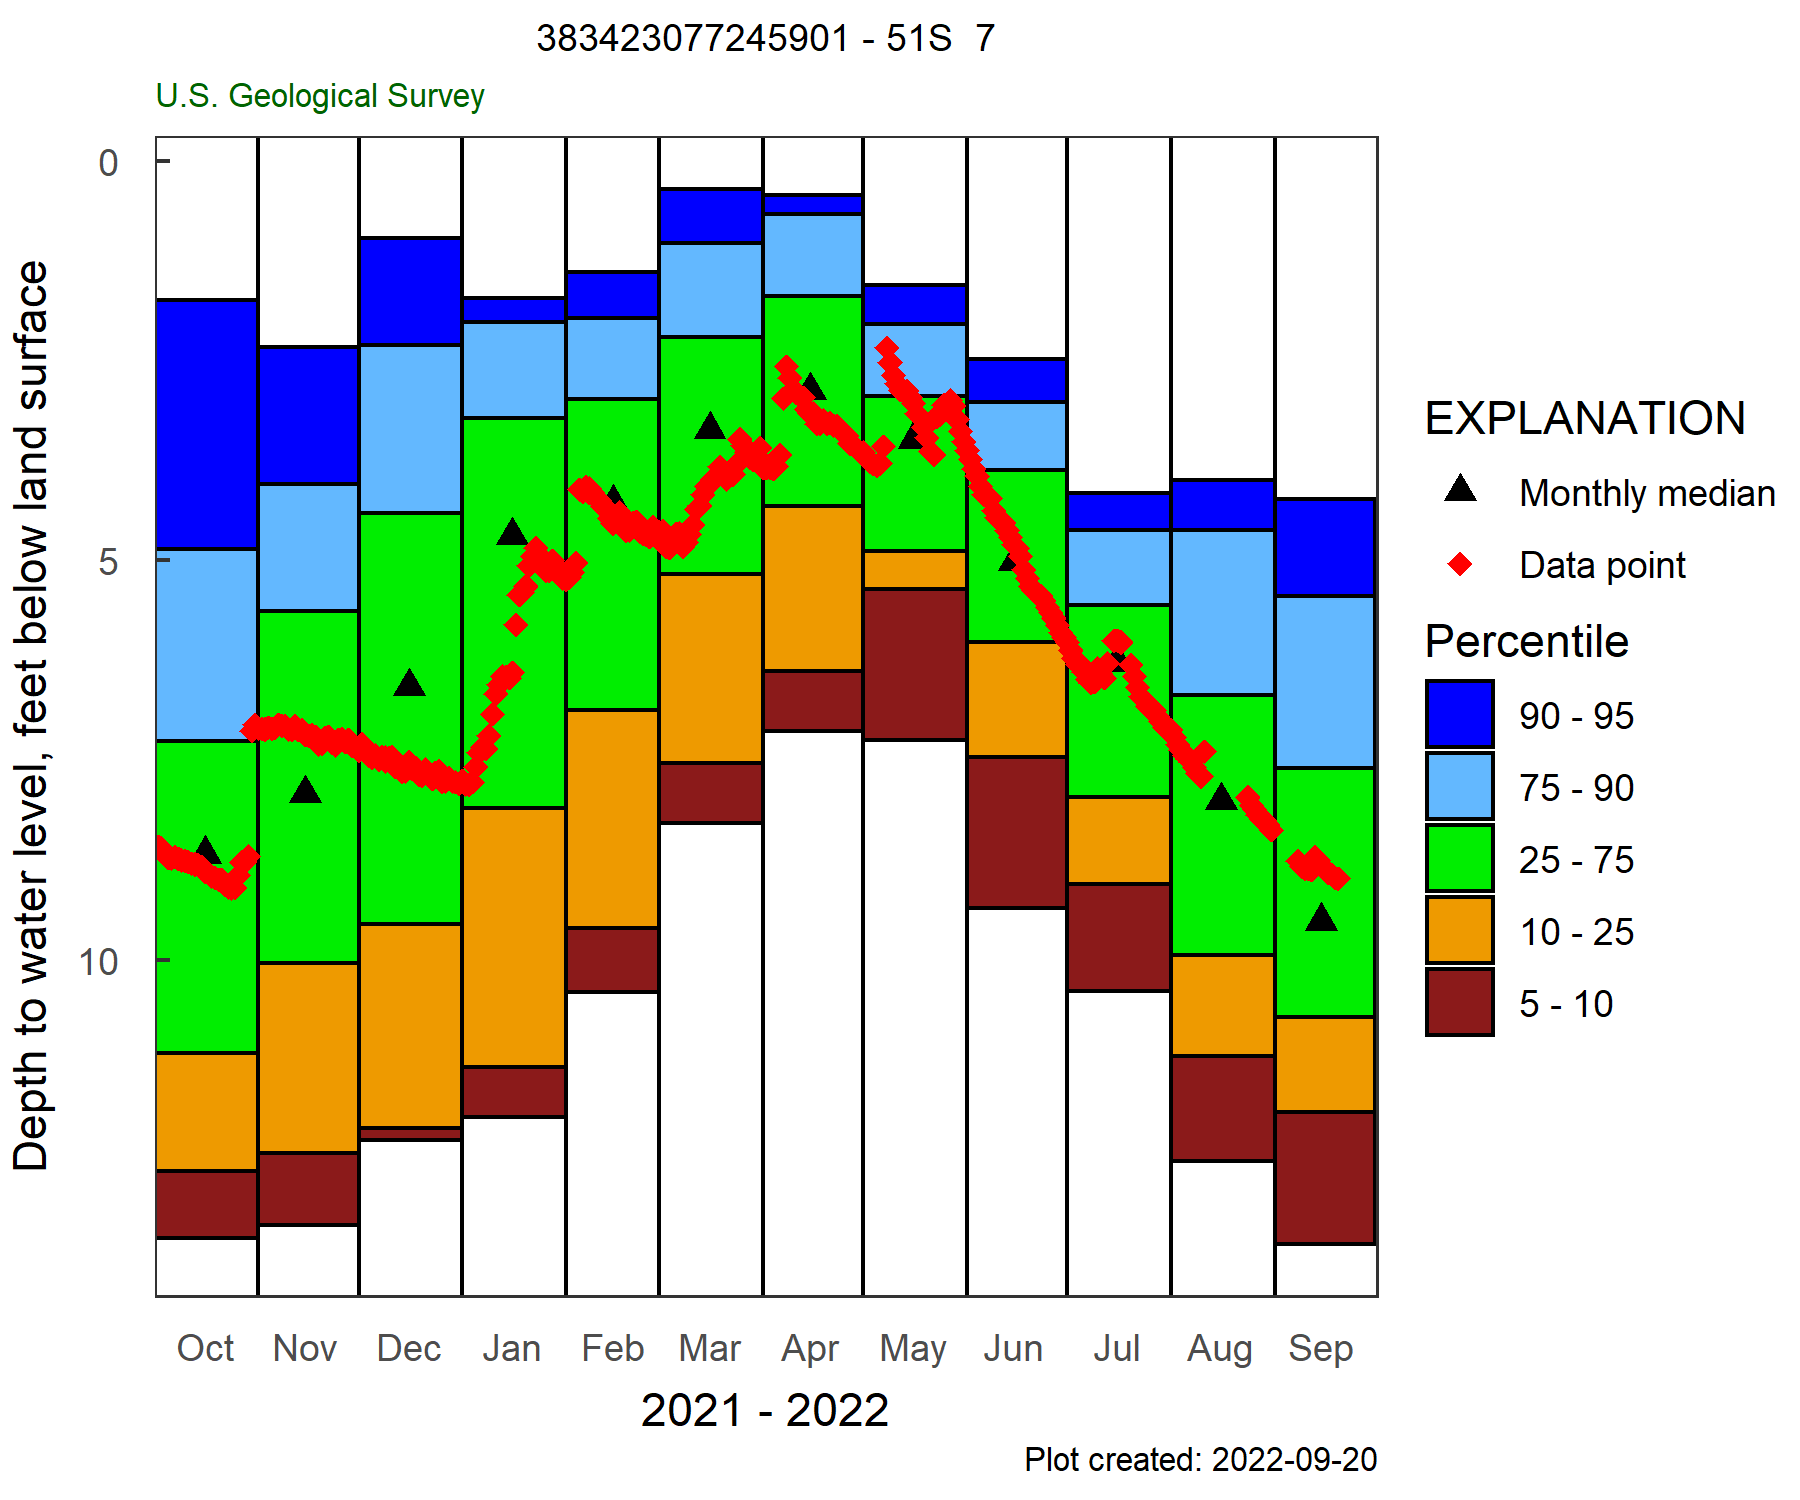 383423077245901 - 51S  7
U.S. Geological Survey
Depth to water level, feet below land surface
0
5
10
Oct Nov Dec Jan Feb Mar Apr May Jun Jul Aug Sep
2021 - 2022
Plot created: 2022-09-20
EXPLANATION
Monthly median
Data point
Percentile
90 - 95
75 - 90
25 - 75
10 - 25
5 - 10